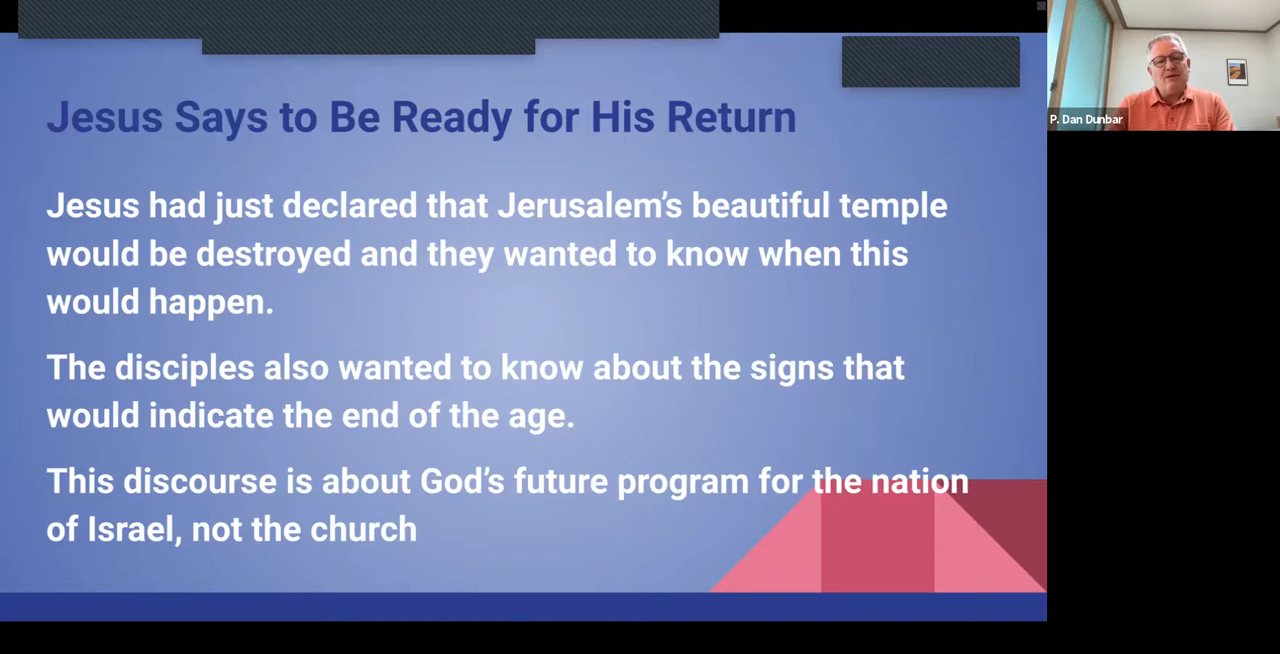 Jesus Says to Be Ready for His Return
Jesus had just declared that Jerusalem’s beautiful temple
would be destroyed and they wanted to know when this
would happen.
The disciples also wanted to know about the signs that
would indicate the end of the age.
This discourse is about God’s future program for the nation
of Israel, not the church
P. Dan Dunbar